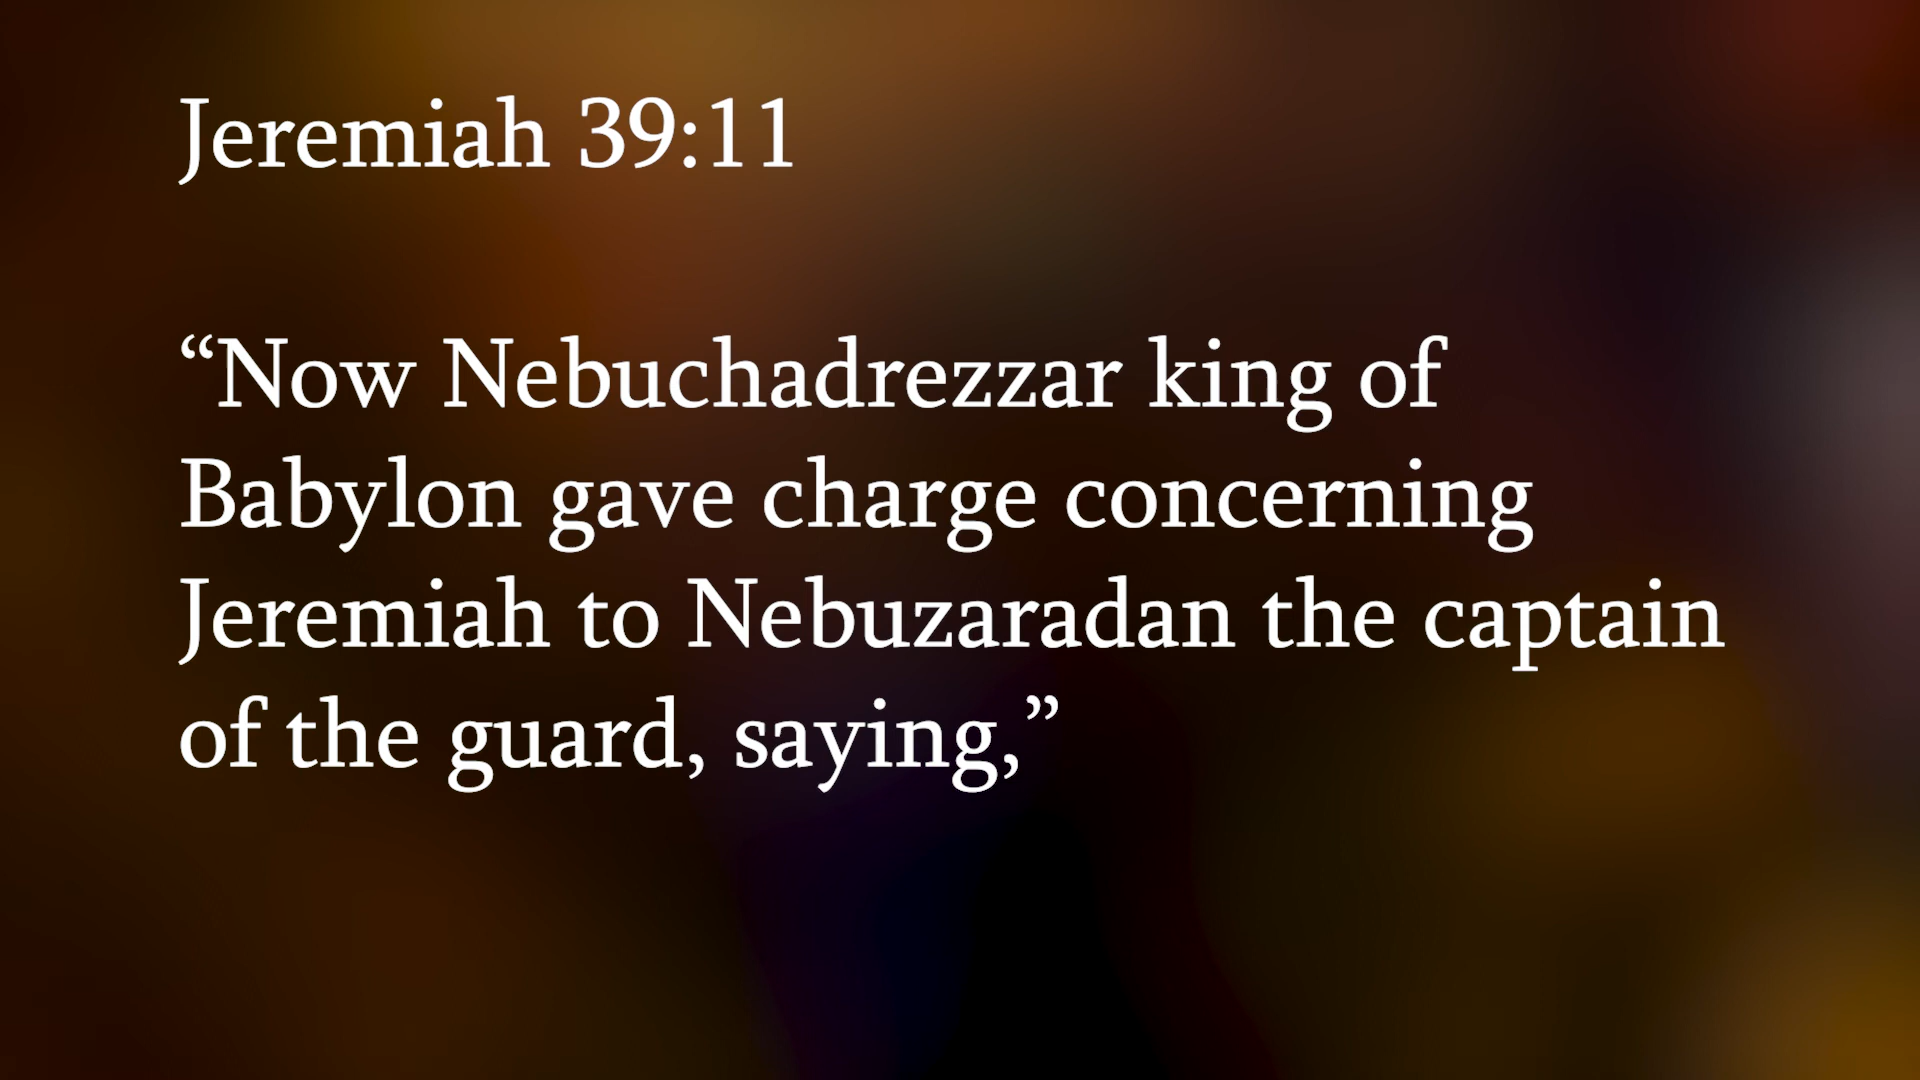 Jeremiah 39:11
“Now Nebuchadrezzar king of
Babylon gave charge concerning
Jeremiah to Nebuzaradan the captain
of the guard, saying,”